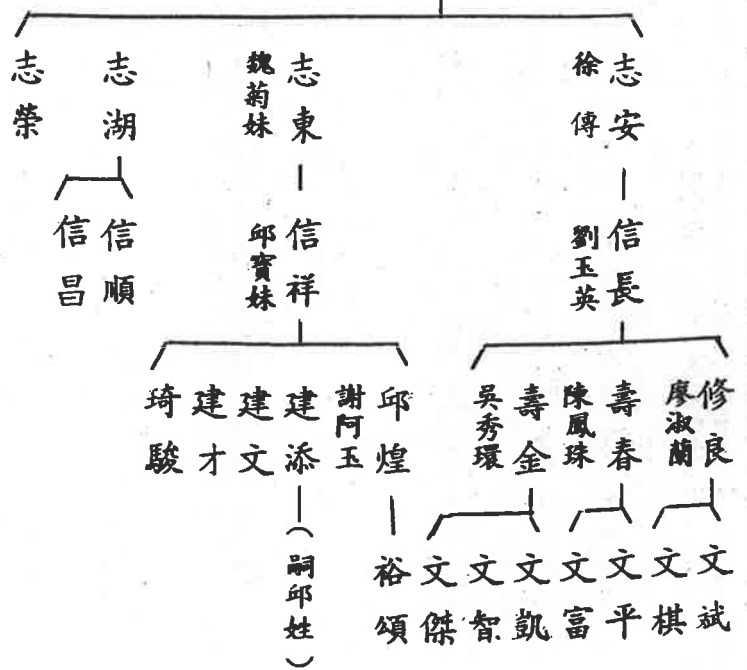 志安
徐傳
志東
魏菊妹
志湖
志榮
信長
劉玉英
信祥
邱寶妹
信順
信昌
修良
廖淑蘭
壽春
陳鳳珠
壽金
吳秀環
邱煌
謝阿玉
建添
建文
建才
琦駿
文斌
文棋
文平
文富
文凱
文智
文傑
裕頌
（嗣邱姓）